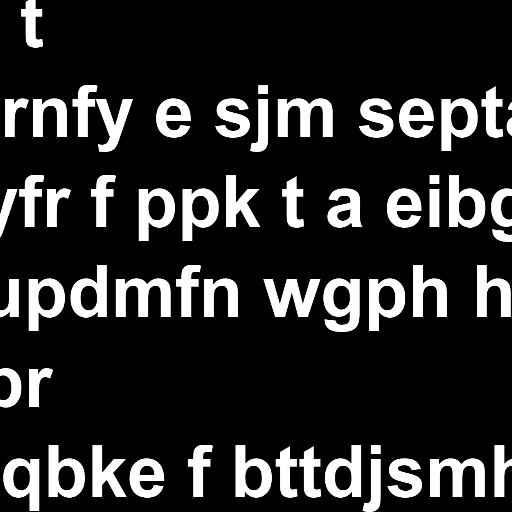 t
rnfy e sjm septa
yfr f ppk t a eibg
updmfn wgph h
or
qbke f bttdjsmh